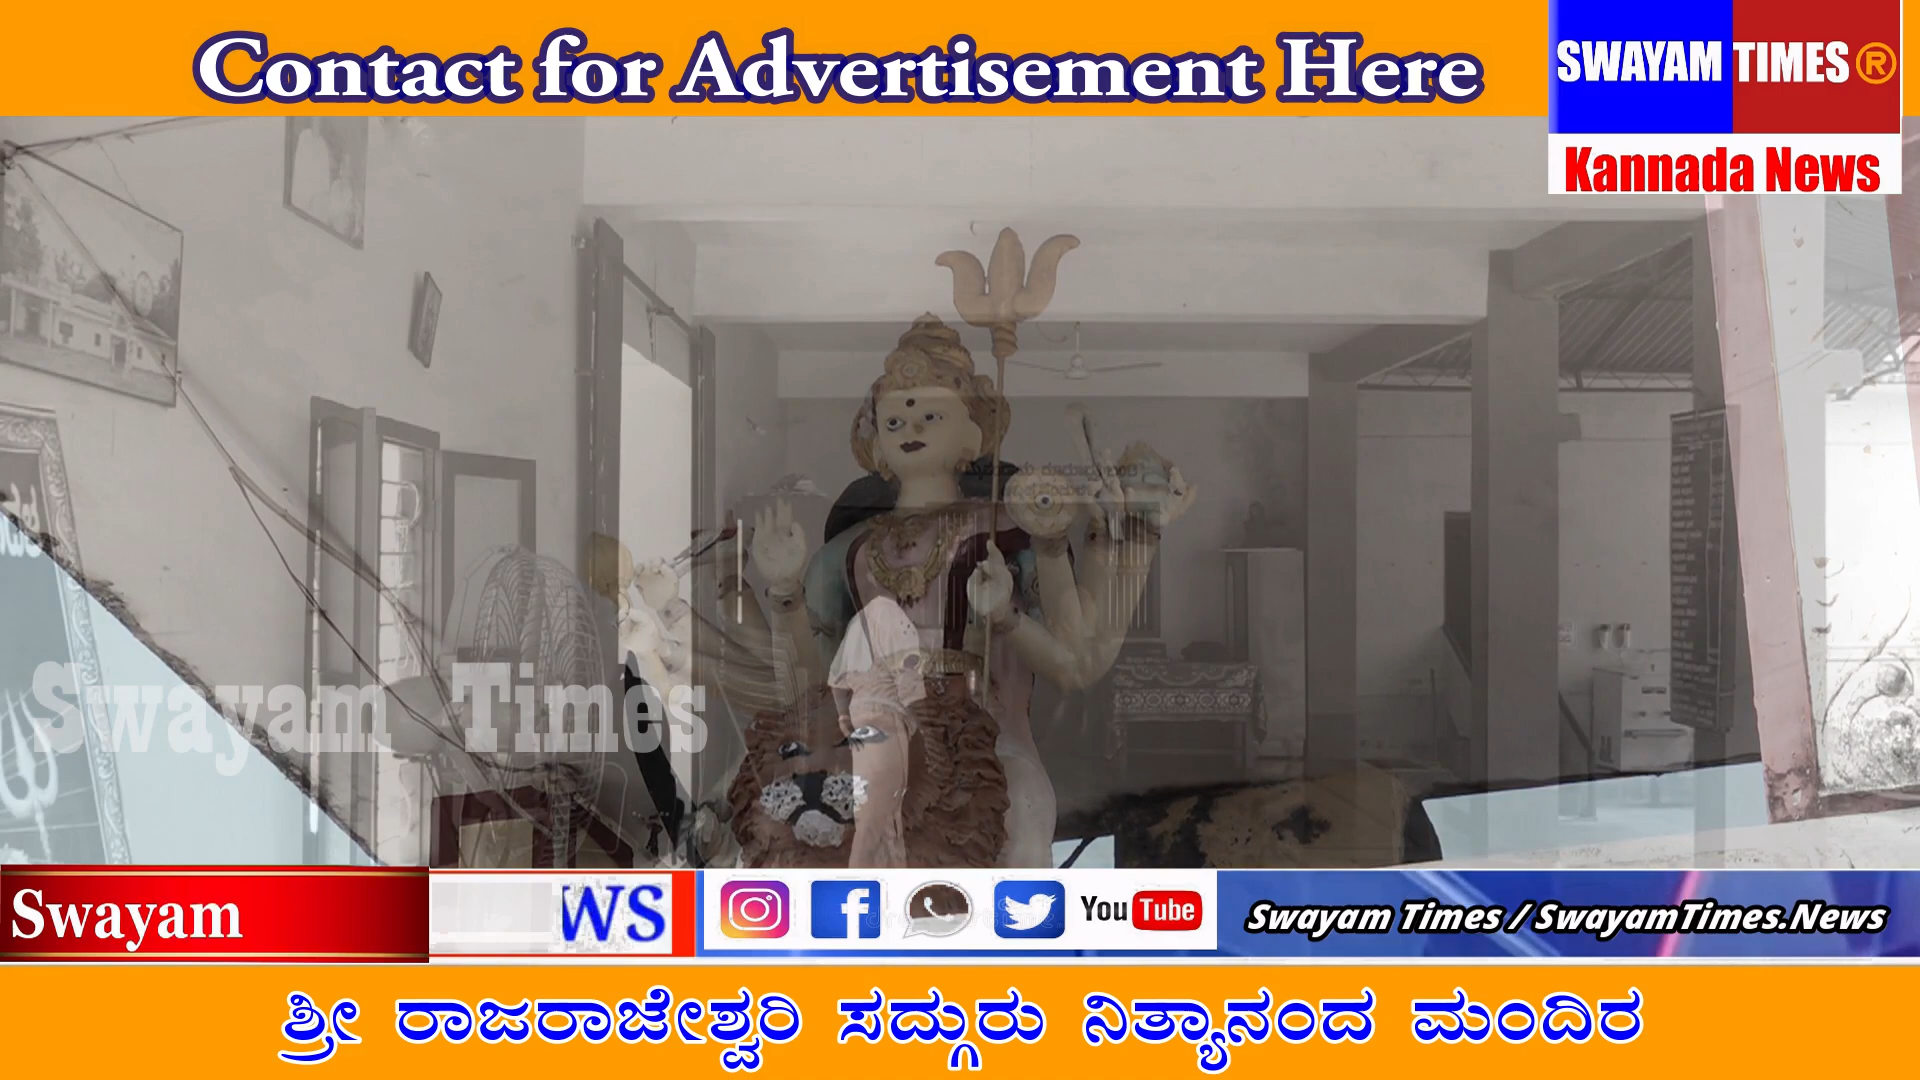 Contact for Advertisement Here
SWAYAM TIMES ®
Kannada News
Swayam Times
Swayam
WS
You Tube
Swayam Times / SwayamTimes.News
ಶ್ರೀ ರಾಜರಾಜೇಶ್ವರಿ ಸದ್ಗುರು ನಿತ್ಯಾನಂದ ಮಂದಿರ